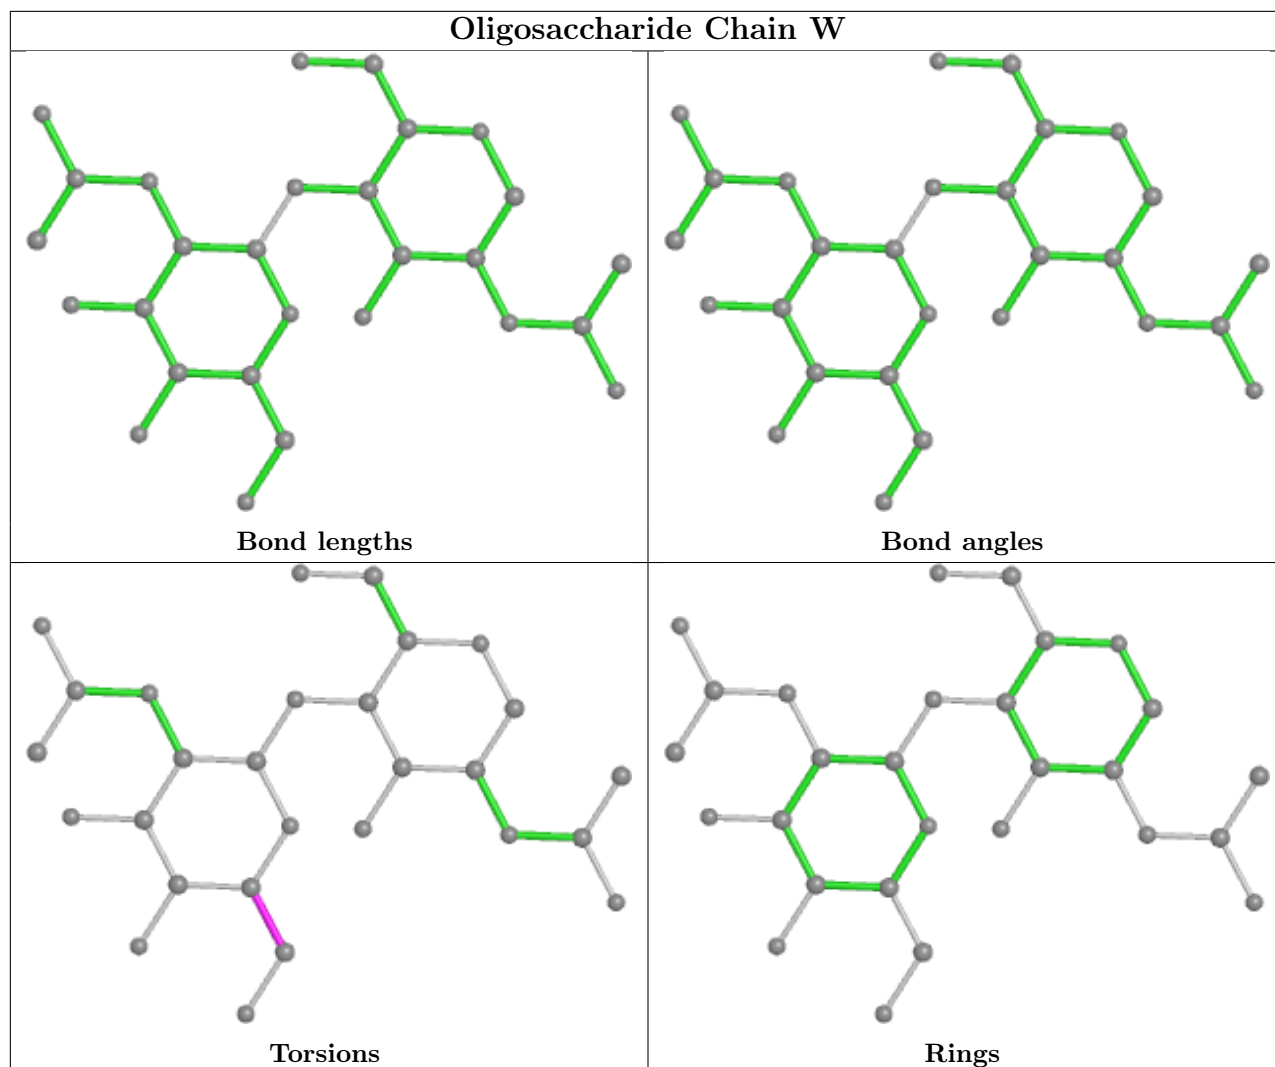 Oligosaccharide Chain W
Bond lengths
Bond angles
Torsions
Rings